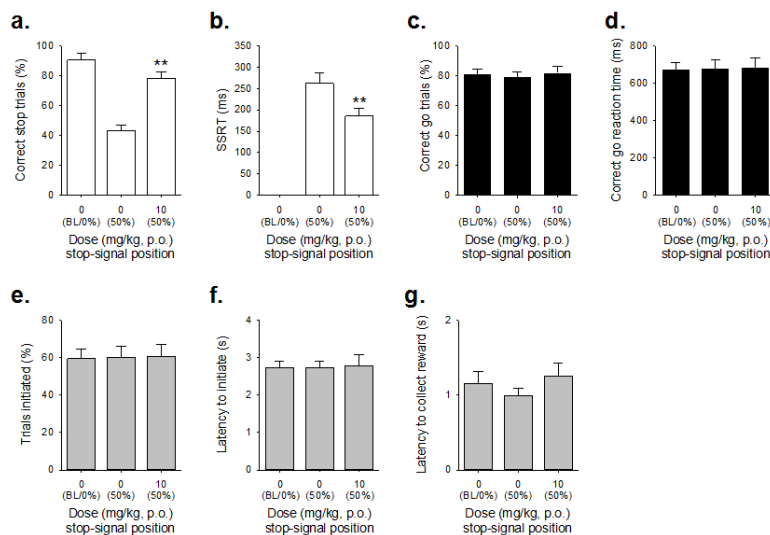 a.
Correct stop trials (%)
100
80
60
40
20
0
**
0 0 10
(BL/0%) (50%) (50%)
Dose (mg/kg, p.o.)
stop-signal position
b.
SSRT
(ms)
350
300
250
200
150
100
50
0
**
0 0 10
(BL/0%) (50%) (50%)
Dose (mg/kg, p.o.)
stop-signal position
c.
Correct go trials (%)
100
80
60
40
20
0
0 0 10
(BL/0%) (50%) (50%)
Dose (mg/kg, p.o.)
stop-signal position
d.
Correct go reaction time (ms)
800
600
400
200
0
0 0 10
(BL/0%) (50%) (50%)
Dose (mg/kg, p.o.)
stop-signal position
e.
Trials initiated (%)
80
60
40
20
0
0 0 10
(BL/0%) (50%) (50%)
Dose (mg/kg, p.o.)
stop-signal position
f.
Latency to initiate (s)
4
3
2
1
0
0 0 10
(BL/0%) (50%) (50%)
Dose (mg/kg, p.o.)
stop-signal position
g.
Latency to collect reward (s)
2
1
0
0 0 10
(BL/0%) (50%) (50%)
Dose (mg/kg, p.o.)
stop-signal position